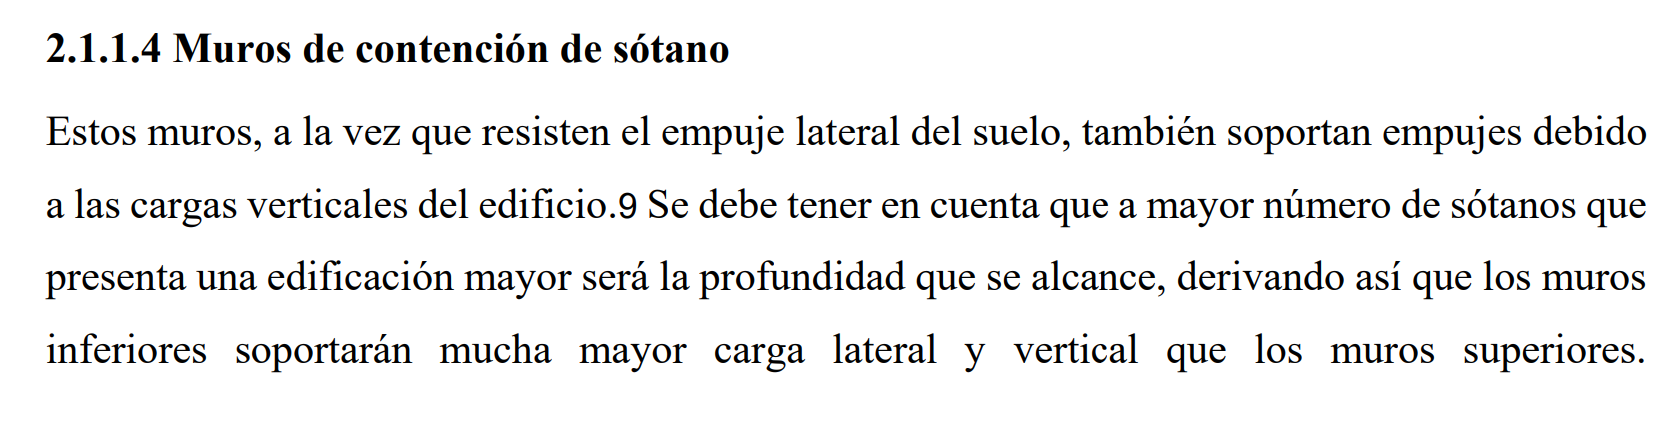 2.1.1.4 Muros de contención de sótano
Estos muros, a la vez que resisten el empuje lateral del suelo, también soportan empujes debido
a las cargas verticales del edificio.9 Se debe tener en cuenta que a mayor número de sótanos que
presenta una edificación mayor será la profundidad que se alcance, derivando así que los muros
inferiores soportarán mucha mayor carga lateral y vertical que los muros superiores.